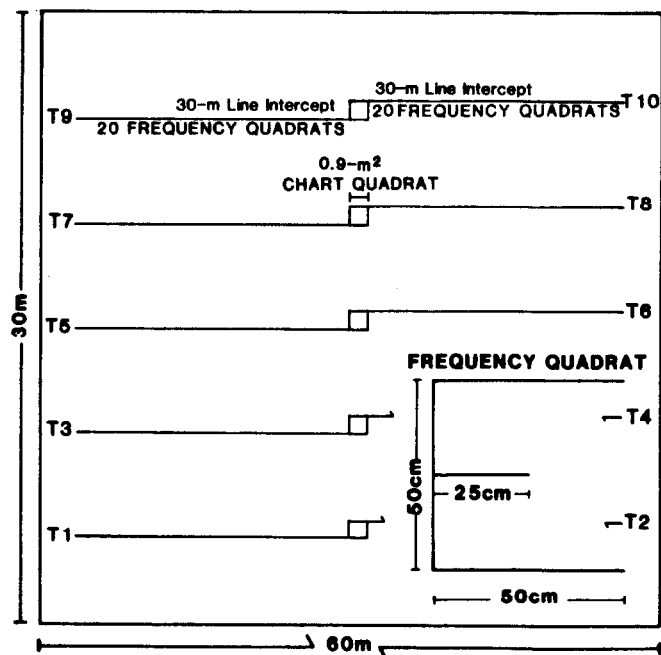 30-m Line Intercept
30-m Line Intercept
T9
T10
20 FREQUENCY QUADRATS
20 FREQUENCY QUADRATS
0.9-m²
CHART QUADRAT
T7
T8
30m
T5
T6
FREQUENCY QUADRAT
T3
T4
50cm
25cm
T1
T2
50cm
60m